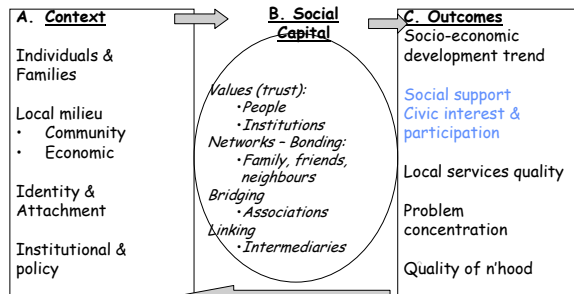 A. Context
Individuals &
Families
Local milieu
• Community
• Economic
Identity &
Attachment
Institutional &
policy
B. Social
Capital
Values (trust):
• People
• Institutions
Networks – Bonding:
• Family, friends,
neighbours
Bridging
• Associations
Linking
• Intermediaries
C. Outcomes
Socio-economic
development trend
Social support
Civic interest &
participation
Local services quality
Problem
concentration
Quality of n'hood